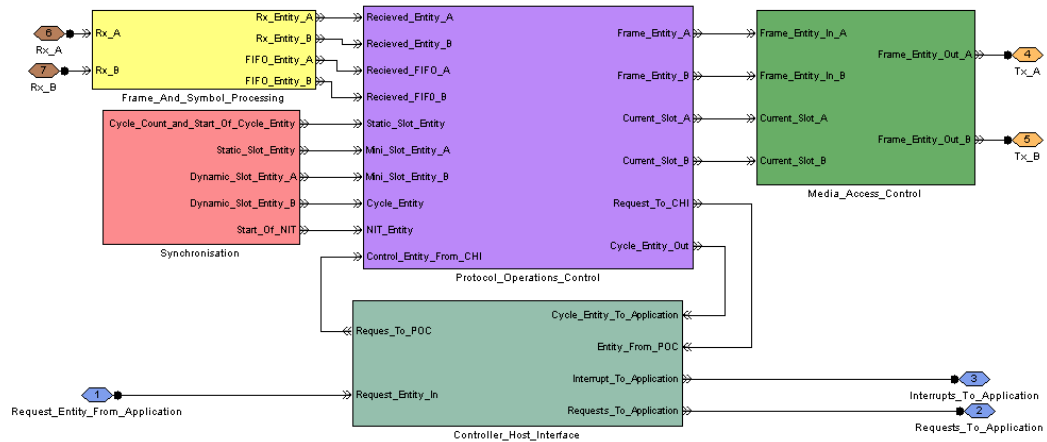 6
Rx_A
7
Rx_B
Rx_A
Rx_B
Rx_Entity_A
Rx_Entity_B
FIFO_Entity_A
FIFO_Entity_B
Frame_And_Symbol_Processing
Cycle_Count_and_Start_Of_Cycle_Entity
Static_Slot_Entity
Dynamic_Slot_Entity_A
Dynamic_Slot_Entity_B
Start_Of_NIT
Synchronisation
Recieved_Entity_A
Recieved_Entity_B
Recieved_FIFO_A
Recieved_FIFO_B
Static_Slot_Entity
Mini_Slot_Entity_A
Mini_Slot_Entity_B
Cycle_Entity
NIT_Entity
Control_Entity_From_CHI
Frame_Entity_A
Frame_Entity_B
Current_Slot_A
Current_Slot_B
Request_To_CHI
Cycle_Entity_Out
Protocol_Operations_Control
Frame_Entity_In_A
Frame_Entity_In_B
Current_Slot_A
Current_Slot_B
Frame_Entity_Out_A
Frame_Entity_Out_B
Media_Access_Control
4
Tx_A
5
Tx_B
Reques_To_POC
Request_Entity_In
Cycle_Entity_To_Application
Entity_From_POC
Interrupt_To_Application
Requests_To_Application
Controller_Host_Interface
1
Request_Entity_From_Application
3
Interrupts_To_Application
2
Requests_To_Application